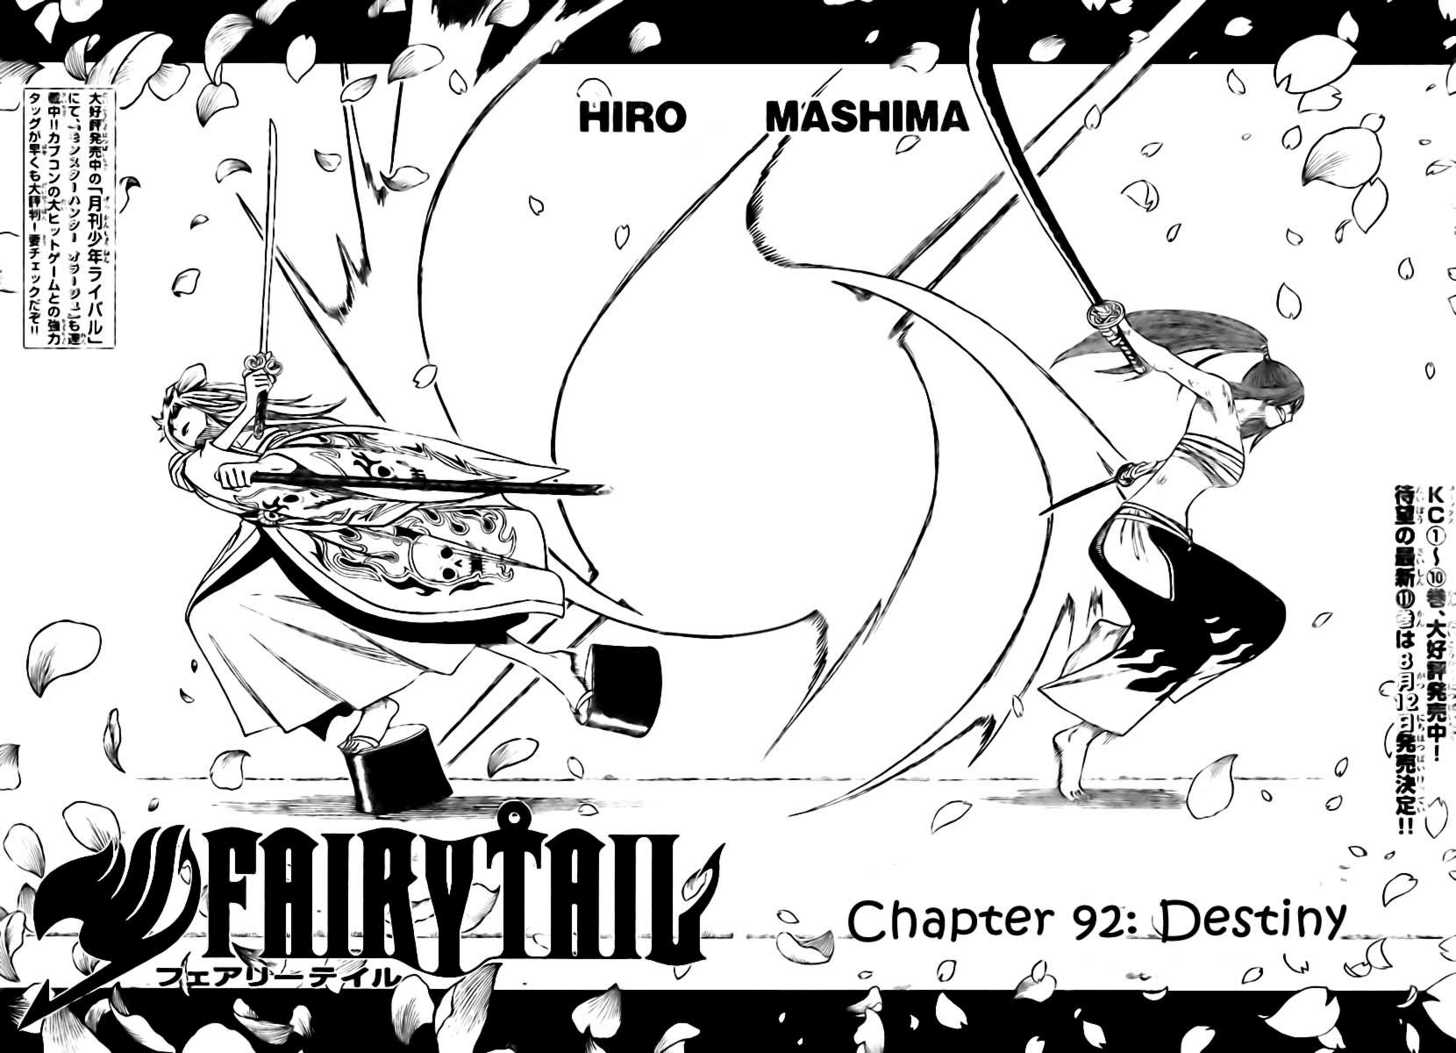 HIRO MASHIMA
大好評発売中の「月刊少年ライバル」
にて、「モンスターハンター オラージュ」も連
載中!!カプコンの大ヒットゲームとの強力
タッグが早くも大評判!要チェックだぞ!!
KC①~⑩巻、大好評発売中!
待望の最新⑪巻は8月12日発売決定!!
FAIRY TAIL
フェアリーテイル
Chapter 92: Destiny